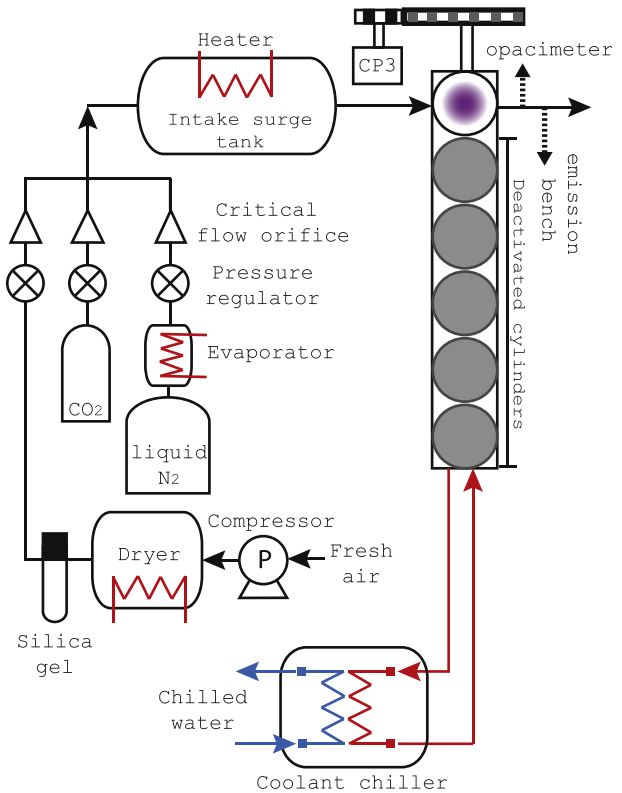 Heater
Intake surge
tank
CP3
opacimeter
emission
bench
Deactivated cylinders
Critical
flow orifice
Pressure
regulator
Evaporator
CO2
liquid
N2
Compressor
P
Dryer
Fresh
air
Silica
gel
Chilled
water
Coolant chiller